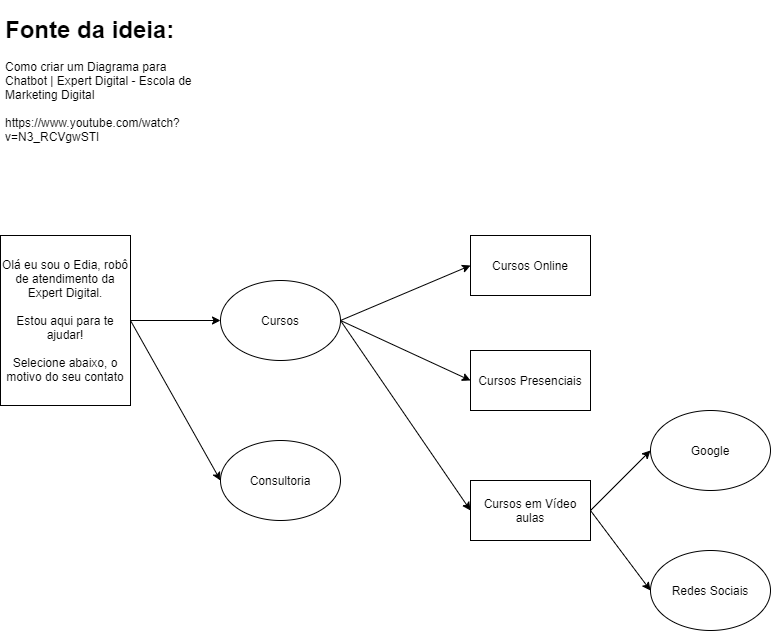 Fonte da ideia:
Como criar um Diagrama para
Chatbot | Expert Digital - Escola de
Marketing Digital
https://www.youtube.com/watch?
v=N3_RCVgwSTI
Olá eu sou o Edia, robô
de atendimento da
Expert Digital.
Estou aqui para te
ajudar!
Selecione abaixo, o
motivo do seu contato
Cursos
Consultoria
Cursos Online
Cursos Presenciais
Cursos em Vídeo
aulas
Google
Redes Sociais